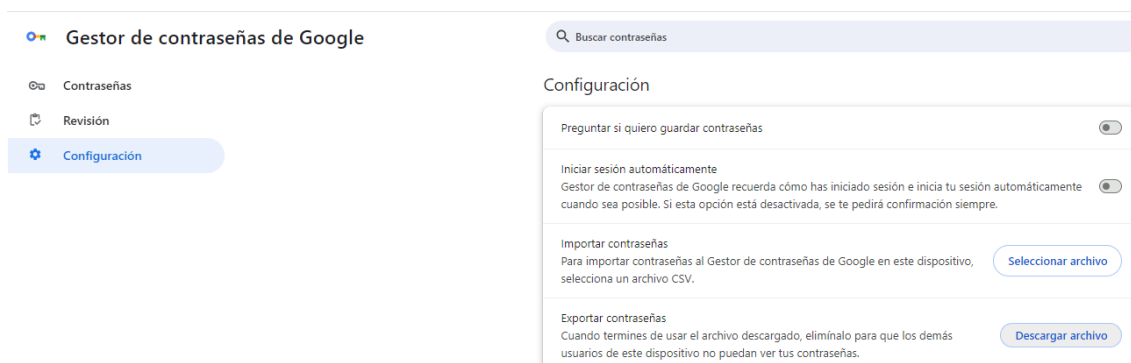 Gestor de contraseñas de Google
Buscar contraseñas
Contraseñas
Revisión
Configuración
Configuración
Preguntar si quiero guardar contraseñas
Iniciar sesión automáticamente
Gestor de contraseñas de Google recuerda cómo has iniciado sesión e inicia tu sesión automáticamente
cuando sea posible. Si esta opción está desactivada, se te pedirá confirmación siempre.
Importar contraseñas
Para importar contraseñas al Gestor de contraseñas de Google en este dispositivo,
selecciona un archivo CSV.
Seleccionar archivo
Exportar contraseñas
Cuando termines de usar el archivo descargado, elimínalo para que los demás
usuarios de este dispositivo no puedan ver tus contraseñas.
Descargar archivo